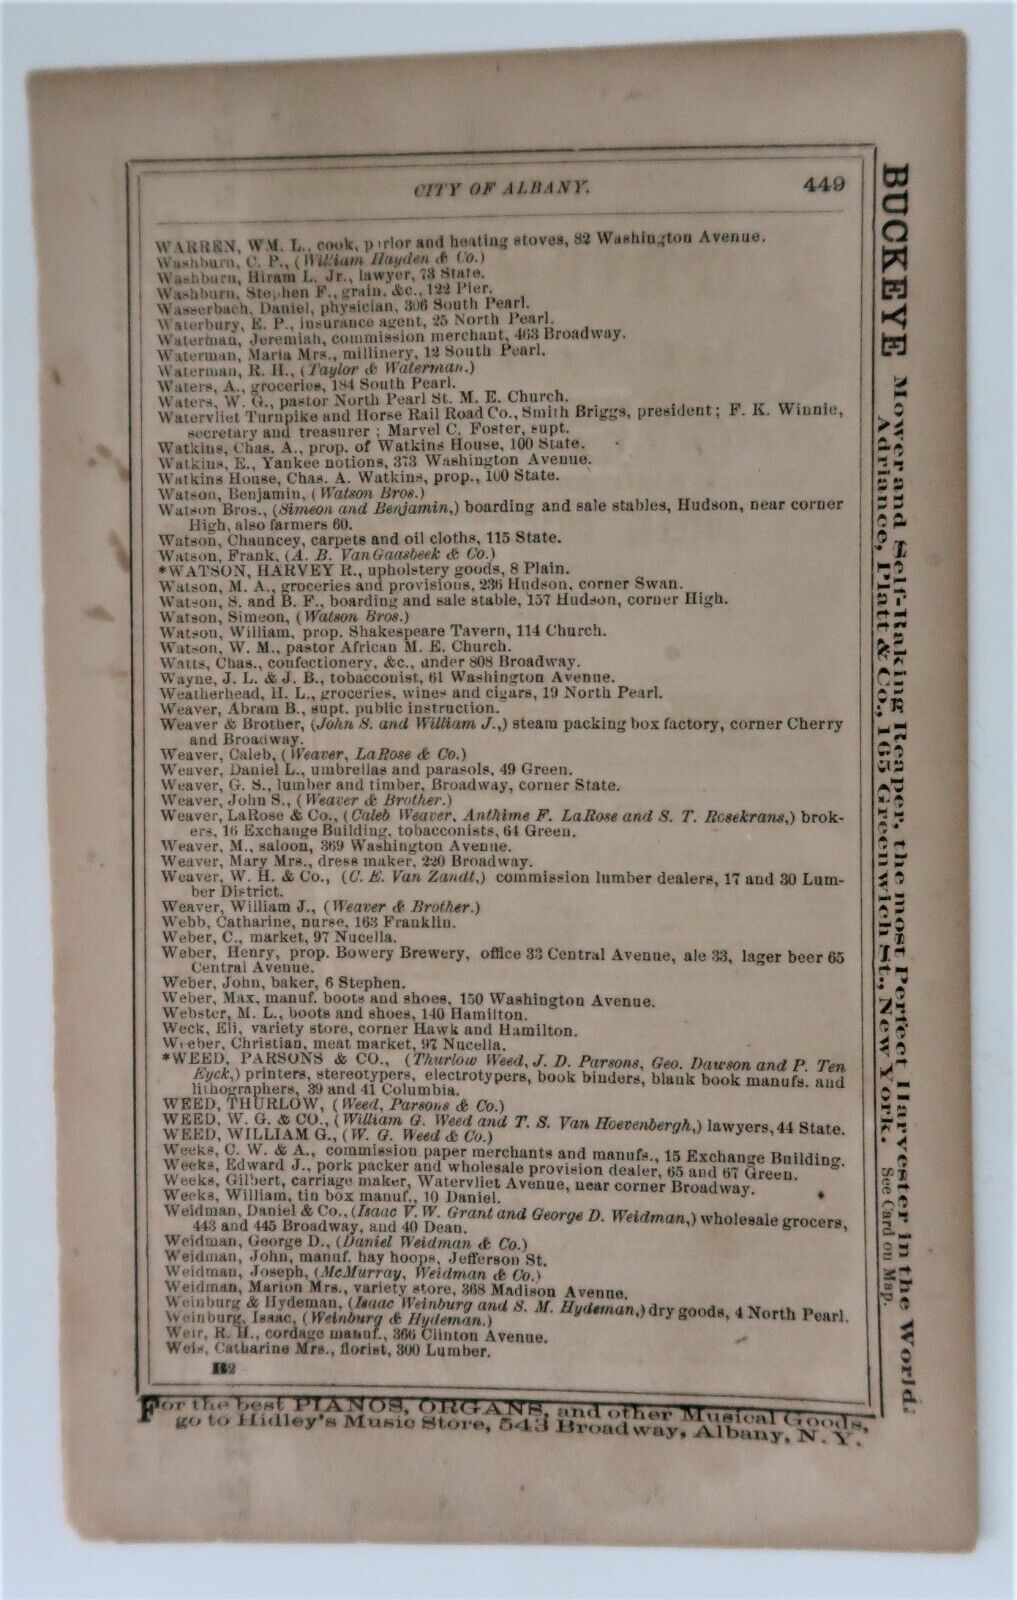 CITY OF ALBANY. 449
WARREN, WM. L., cook, parlor and heating stoves, 82 Washington Avenue.
Washburn, C. P., (William Hayden & Co.)
Washburn, Hiram L. Jr., lawyer, 73 State.
Washburn, Stephen F., grain, &c., 122 Pier.
Wasserbach, Daniel, physician, 306 South Pearl.
Waterbury, E. P., insurance agent, 25 North Pearl.
Waterman, Jeremiah, commission merchant, 463 Broadway.
Waterman, Maria Mrs., millinery, 12 South Pearl.
Waterman, R. H., (Taylor & Waterman.)
Waters, A., groceries, 184 South Pearl.
Waters, W. G., pastor North Pearl St. M. E. Church.
Watervliet Turnpike and Horse Rail Road Co., Smith Briggs, president; F. K. Winnie,
secretary and treasurer; Marvel C. Foster, supt.
Watkins, Chas. A., prop. of Watkins House, 100 State.
Watkins, E., Yankee notions, 373 Washington Avenue.
Watkins House, Chas. A. Watkins, prop., 100 State.
Watson, Benjamin, (Watson Bros.)
Watson Bros., (Simeon and Benjamin,) boarding and sale stables, Hudson, near corner
High, also farmers 60.
Watson, Chauncey, carpets and oil cloths, 115 State.
Watson, Frank, (A. B. VanGaasbeek & Co.)
*WATSON, HARVEY R., upholstery goods, 8 Plain.
Watson, M. A., groceries and provisions, 236 Hudson, corner Swan.
Watson, S. and B. F., boarding and sale stable, 157 Hudson, corner High.
Watson, Simeon, (Watson Bros.)
Watson, William, prop. Shakespeare Tavern, 114 Church.
Watson, W. M., pastor African M. E. Church.
Watts, Chas., confectionery, &c., under 808 Broadway.
Wayne, J. L. & J. B., tobacconist, 61 Washington Avenue.
Weatherhead, H. L., groceries, wines and cigars, 19 North Pearl.
Weaver, Abram B., supt. public instruction.
Weaver & Brother, (John S. and William J.,) steam packing box factory, corner Cherry
and Broadway.
Weaver, Caleb, (Weaver, LaRose & Co.)
Weaver, Daniel L., umbrellas and parasols, 49 Green.
Weaver, G. S., lumber and timber, Broadway, corner State.
Weaver, John S., (Weaver & Brother.)
Weaver, LaRose & Co., (Caleb Weaver, Anthime F. LaRose and S. T. Rosekrans,) brok-
ers, 16 Exchange Building, tobacconists, 64 Green.
Weaver, M., saloon, 369 Washington Avenue.
Weaver, Mary Mrs., dress maker, 220 Broadway.
Weaver, W. H. & Co., (C. E. Van Zandt,) commission lumber dealers, 17 and 30 Lum-
ber District.
Weaver, William J., (Weaver & Brother.)
Webb, Catharine, nurse, 163 Franklin.
Weber, C., market, 97 Nucella.
Weber, Henry, prop. Bowery Brewery, office 33 Central Avenue, ale 33, lager beer 65
Central Avenue.
Weber, John, baker, 6 Stephen.
Weber, Max, manuf. boots and shoes, 150 Washington Avenue.
Webster, M. L., boots and shoes, 140 Hamilton.
Weck, Eli, variety store, corner Hawk and Hamilton.
Weeber, Christian, meat market, 97 Nucella.
*WEED, PARSONS & CO., (Thurlow Weed, J. D. Parsons, Geo. Dawson and P. Ten
Eyck,) printers, stereotypers, electrotypers, book binders, blank book manufs. and
lithographers, 39 and 41 Columbia.
WEED, THURLOW, (Weed, Parsons & Co.)
WEED, W. G. & CO., (William G. Weed and T. S. Van Hoevenbergh,) lawyers, 44 State.
WEED, WILLIAM G., (W. G. Weed & Co.)
Weeks, C. W. & A., commission paper merchants and manufs., 15 Exchange Building.
Weeks, Edward J., pork packer and wholesale provision dealer, 65 and 67 Green.
Weeks, Gilbert, carriage maker, Watervliet Avenue, near corner Broadway.
Weeks, William, tin box manuf., 10 Daniel.
Weidman, Daniel & Co., (Isaac V. W. Grant and George D. Weidman,) wholesale grocers,
443 and 445 Broadway, and 40 Dean.
Weidman, George D., (Daniel Weidman & Co.)
Weidman, John, manuf. hay hoops, Jefferson St.
Weidman, Joseph, (McMurray, Weidman & Co.)
Weidman, Marion Mrs., variety store, 368 Madison Avenue.
Weinburg & Hydeman, (Isaac Weinburg and S. M. Hydeman,) dry goods, 4 North Pearl.
Weinburg, Isaac, (Weinburg & Hydeman.)
Weir, R. H., cordage manuf., 366 Clinton Avenue.
Weis, Catharine Mrs., florist, 300 Lumber.
For the best PIANOS, ORGANS, and other Musical Goods,
go to Hidley's Music Store, 543 Broadway, Albany, N. Y.
BUCKEYE Mower and Self-Raking Reaper, the most Perfect Harvester in the World:
Adriance, Platt & Co., 165 Greenwich St., New York. See Card on Map.